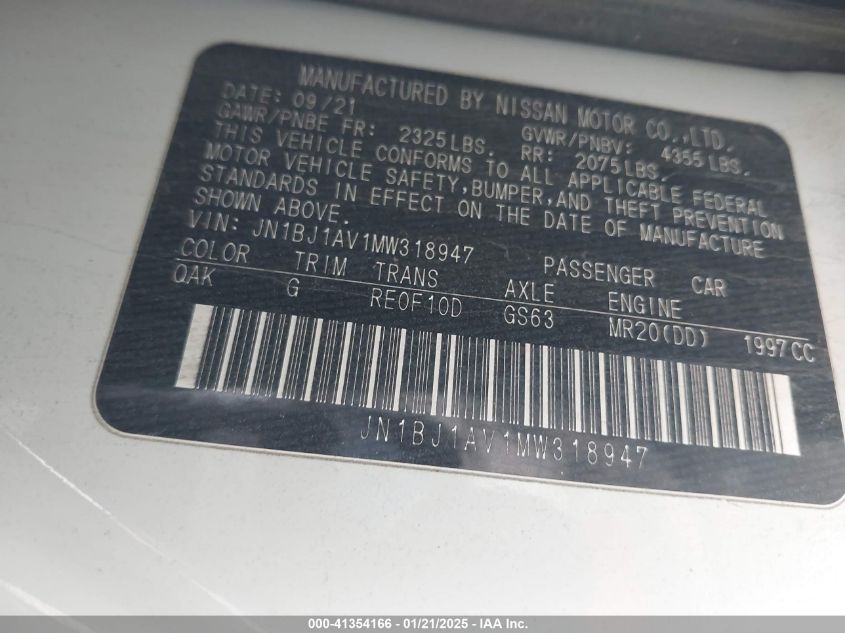 MANUFACTURED BY NISSAN MOTOR CO.,LTD.
DATE: 09/21 GVWR/PNBV: 4355LBS.
GAWR/PNBE FR: 2325LBS. RR: 2075LBS.
THIS VEHICLE CONFORMS TO ALL APPLICABLE FEDERAL
MOTOR VEHICLE SAFETY,BUMPER,AND THEFT PREVENTION
STANDARDS IN EFFECT ON THE DATE OF MANUFACTURE
SHOWN ABOVE.
VIN: JN1BJ1AV1MW318947 PASSENGER CAR
COLOR TRIM TRANS AXLE ENGINE
QAK G RE0F10D GS63 MR20(DD) 1997CC
JN1BJ1AV1MW318947
000-41354166 — 01/21/2025 — IAA Inc.